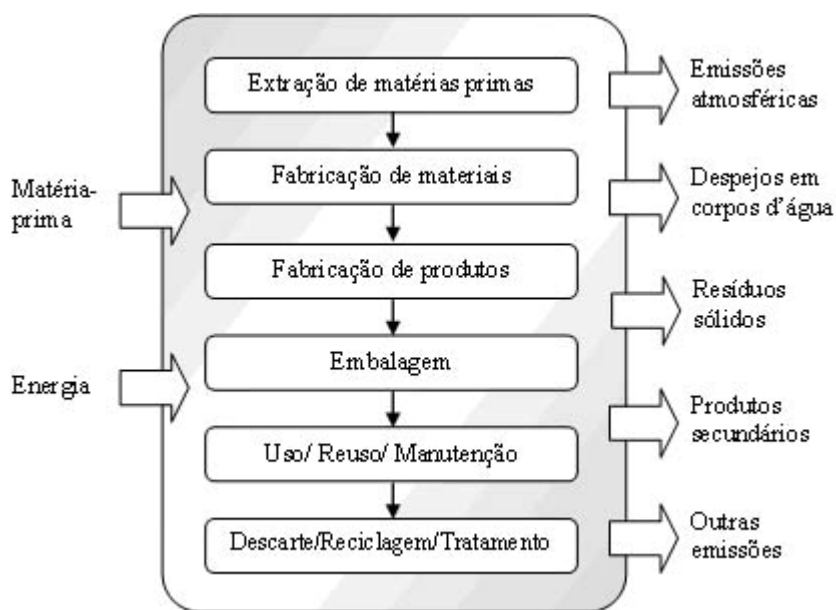 Matéria-
prima
Energia
Extração de matérias primas
Fabricação de materiais
Fabricação de produtos
Embalagem
Uso/ Reuso/ Manutenção
Descarte/Reciclagem/Tratamento
Emissões
atmosféricas
Despejos em
corpos d'água
Resíduos
sólidos
Produtos
secundários
Outras
emissões